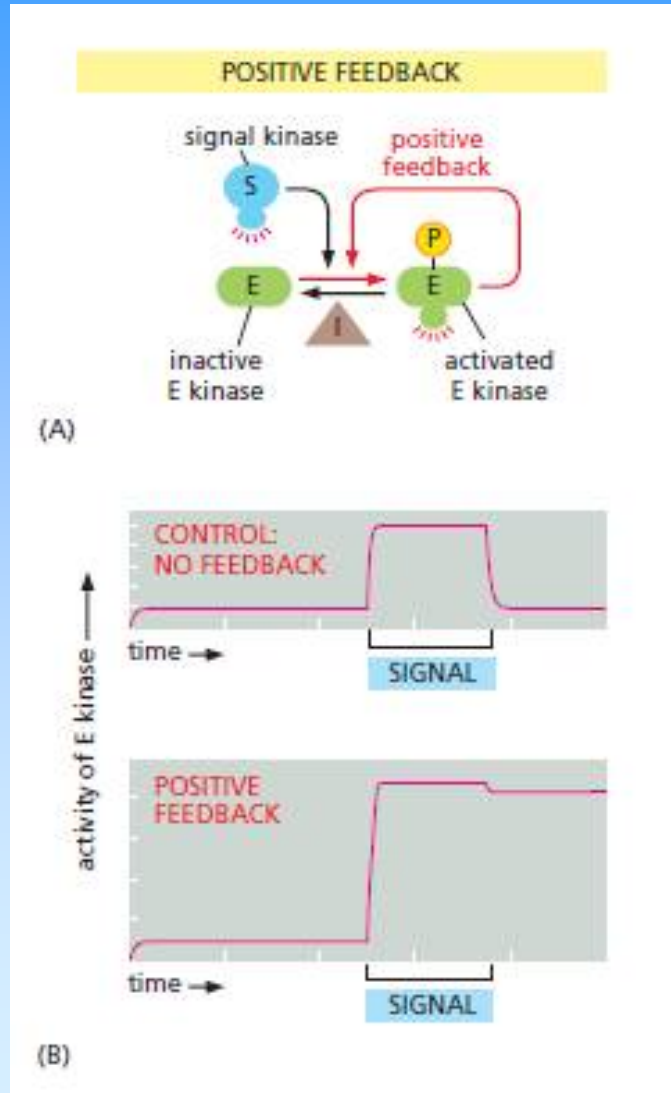 POSITIVE FEEDBACK
signal kinase
positive
feedback
S
P
E
E
I
inactive
E kinase
activated
E kinase
(A)
CONTROL:
NO FEEDBACK
time
SIGNAL
activity of E kinase
POSITIVE
FEEDBACK
time
SIGNAL
(B)